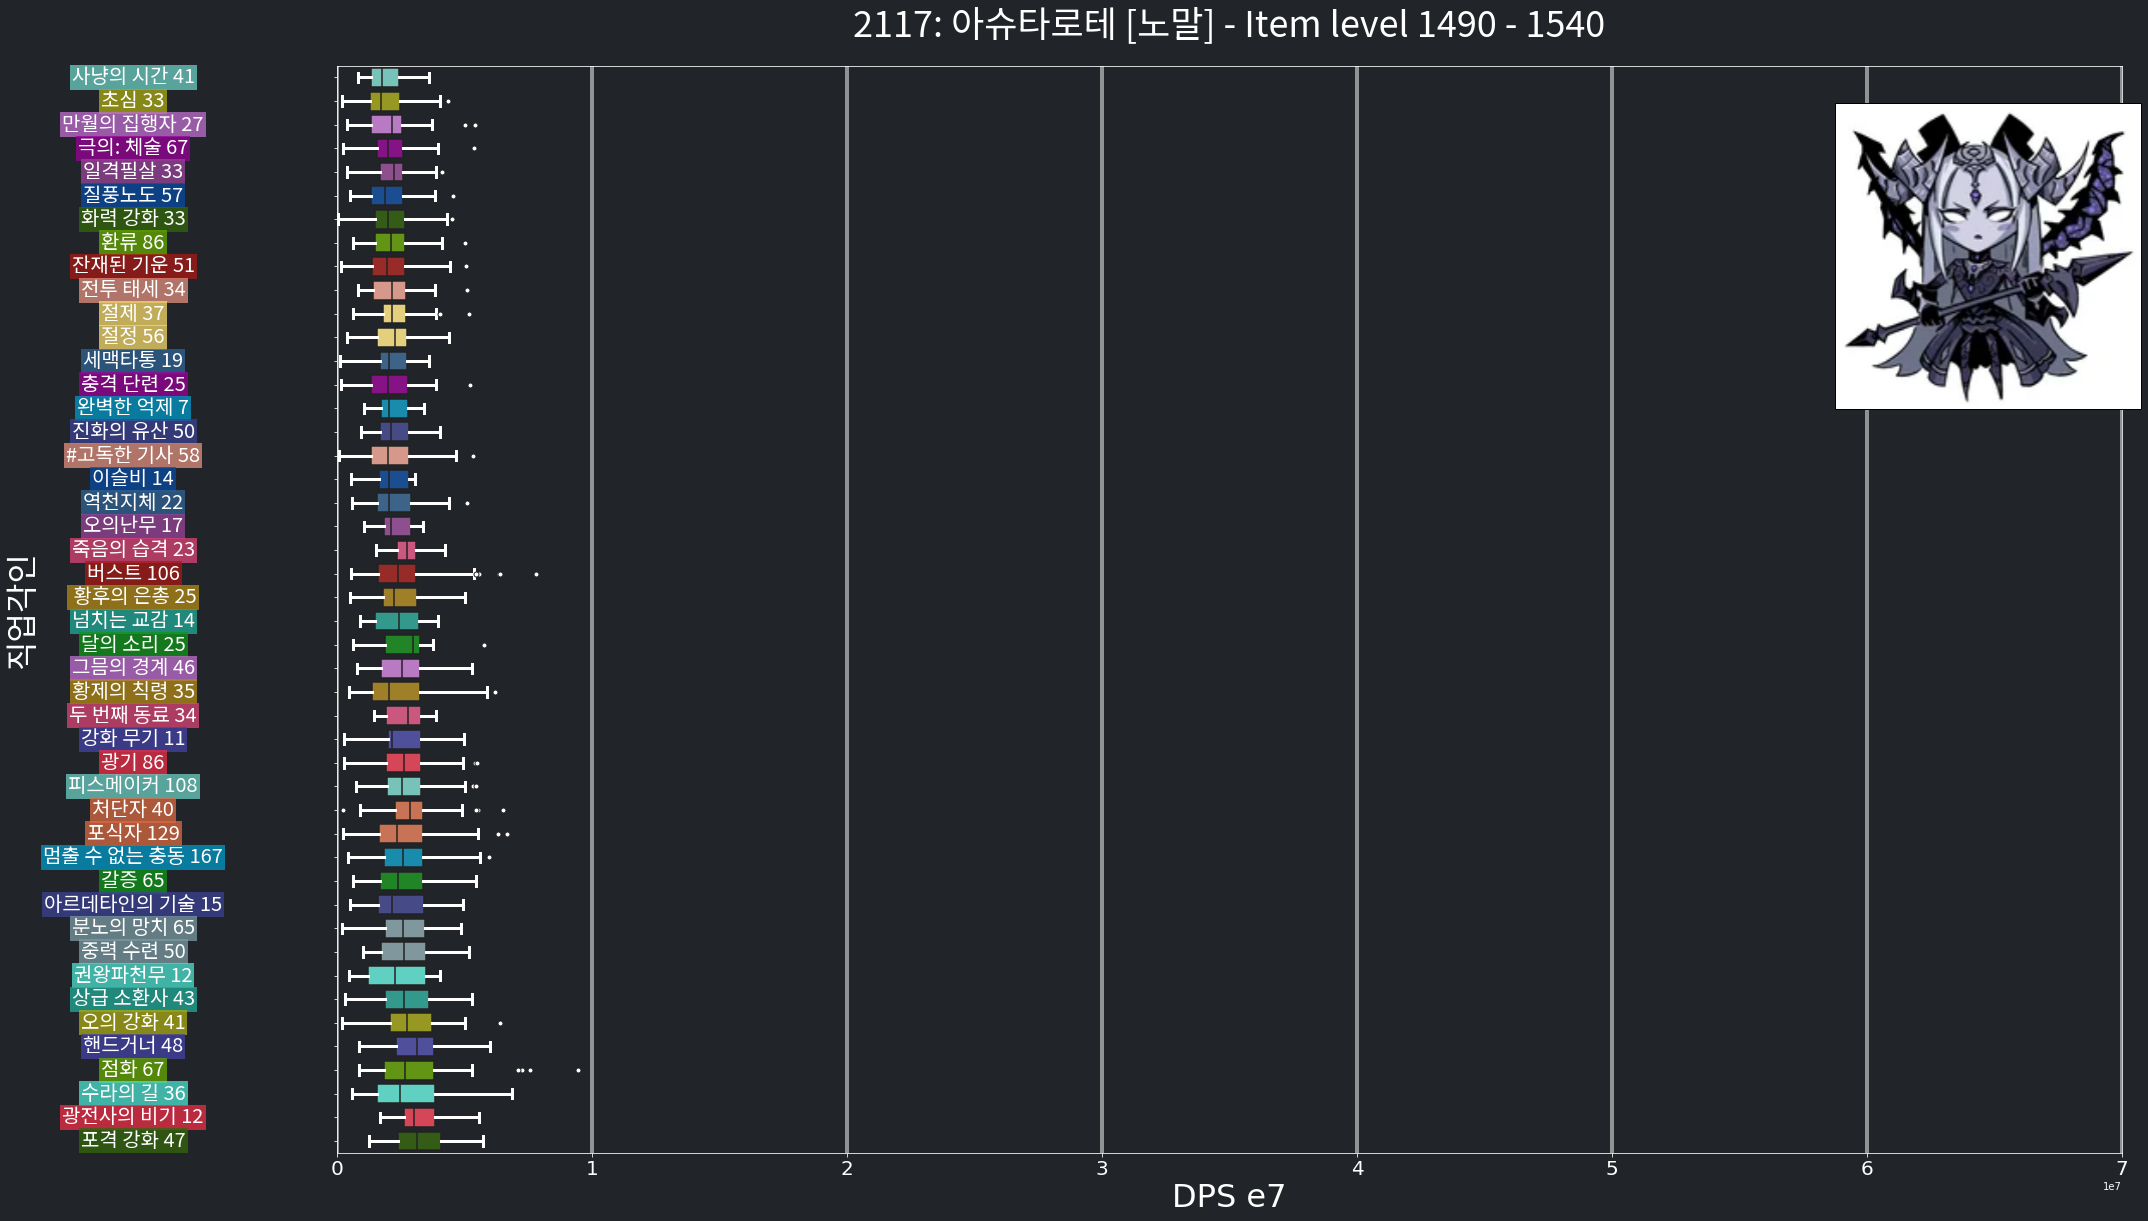 2117: 아슈타로테 [노말] - Item level 1490 - 1540
사냥의 시간 41
초심 33
만월의 집행자 27
극의: 체술 67
일격필살 33
질풍노도 57
화력 강화 33
환류 86
잔재된 기운 51
전투 태세 34
절제 37
절정 56
세맥타통 19
충격 단련 25
완벽한 억제 7
진화의 유산 50
#고독한 기사 58
이슬비 14
역천지체 22
오의난무 17
죽음의 습격 23
버스트 106
황후의 은총 25
넘치는 교감 14
달의 소리 25
그믐의 경계 46
황제의 칙령 35
두 번째 동료 34
강화 무기 11
광기 86
피스메이커 108
처단자 40
포식자 129
멈출 수 없는 충동 167
갈증 65
아르데타인의 기술 15
분노의 망치 65
중력 수련 50
권왕파천무 12
상급 소환사 43
오의 강화 41
핸드거너 48
점화 67
수라의 길 36
광전사의 비기 12
포격 강화 47
직업각인
0 1 2 3 4 5 6 7
1e7
DPS e7